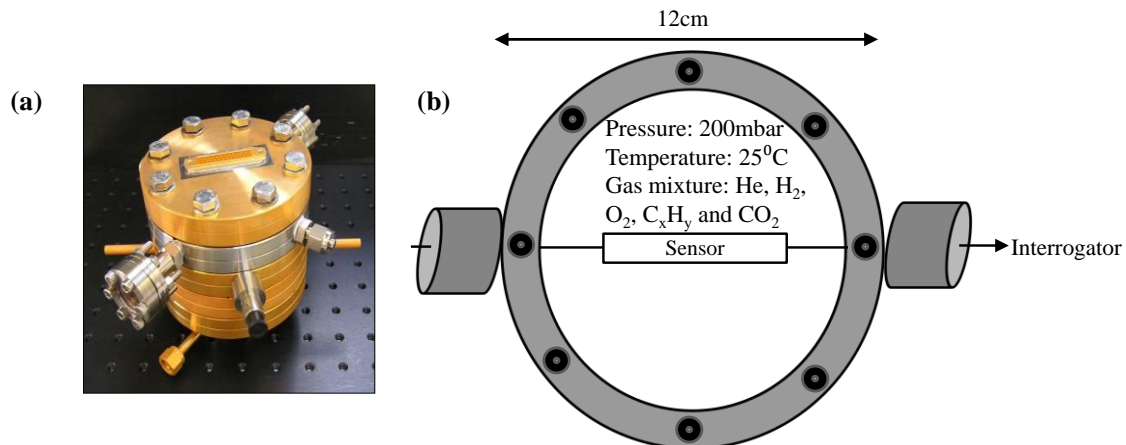 12cm
(a)
(b)
Pressure: 200mbar
Temperature: 25⁰C
Gas mixture: He, H₂,
O₂, CₓHᵧ and CO₂
Sensor
Interrogator